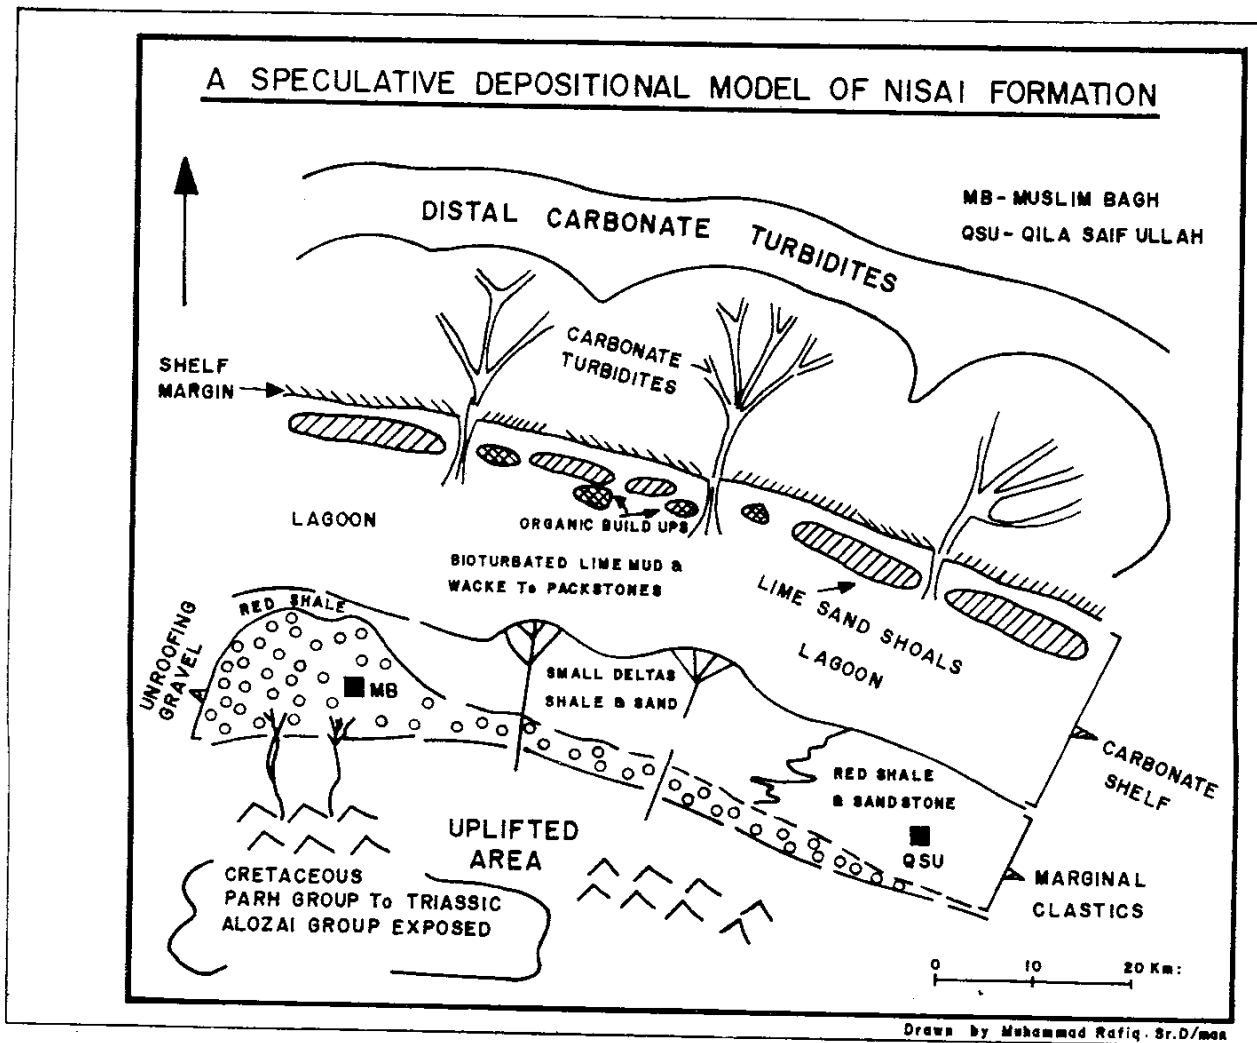 A SPECULATIVE DEPOSITIONAL MODEL OF NISAI FORMATION
MB - MUSLIM BAGH
QSU - QILA SAIF ULLAH
DISTAL CARBONATE TURBIDITES
CARBONATE
TURBIDITES
SHELF
MARGIN
LAGOON
ORGANIC BUILD UPS
BIOTURBATED LIME MUD &
WACKE To PACKSTONES
LIME SAND SHOALS
LAGOON
RED SHALE
UNROOFING
GRAVEL
MB
SMALL DELTAS
SHALE & SAND
RED SHALE
& SANDSTONE
QSU
CARBONATE
SHELF
MARGINAL
CLASTICS
UPLIFTED
AREA
CRETACEOUS
PARH GROUP To TRIASSIC
ALOZAI GROUP EXPOSED
0 10 20 Km:
Drawn by Muhammad Rafiq. Sr.D/man